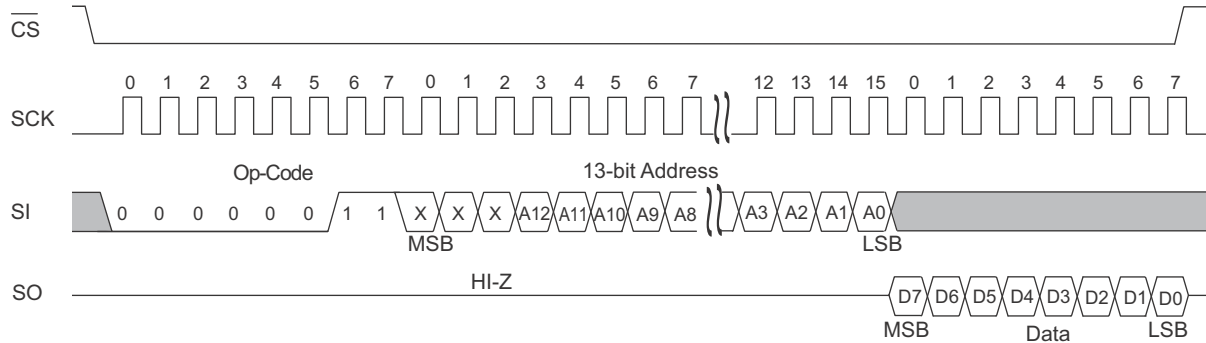 CS
0 1 2 3 4 5 6 7 0 1 2 3 4 5 6 7 12 13 14 15 0 1 2 3 4 5 6 7
SCK
Op-Code 13-bit Address
SI 0 0 0 0 0 0 1 1 X X X A12 A11 A10 A9 A8 A3 A2 A1 A0
MSB LSB
HI-Z
SO D7 D6 D5 D4 D3 D2 D1 D0
MSB Data LSB